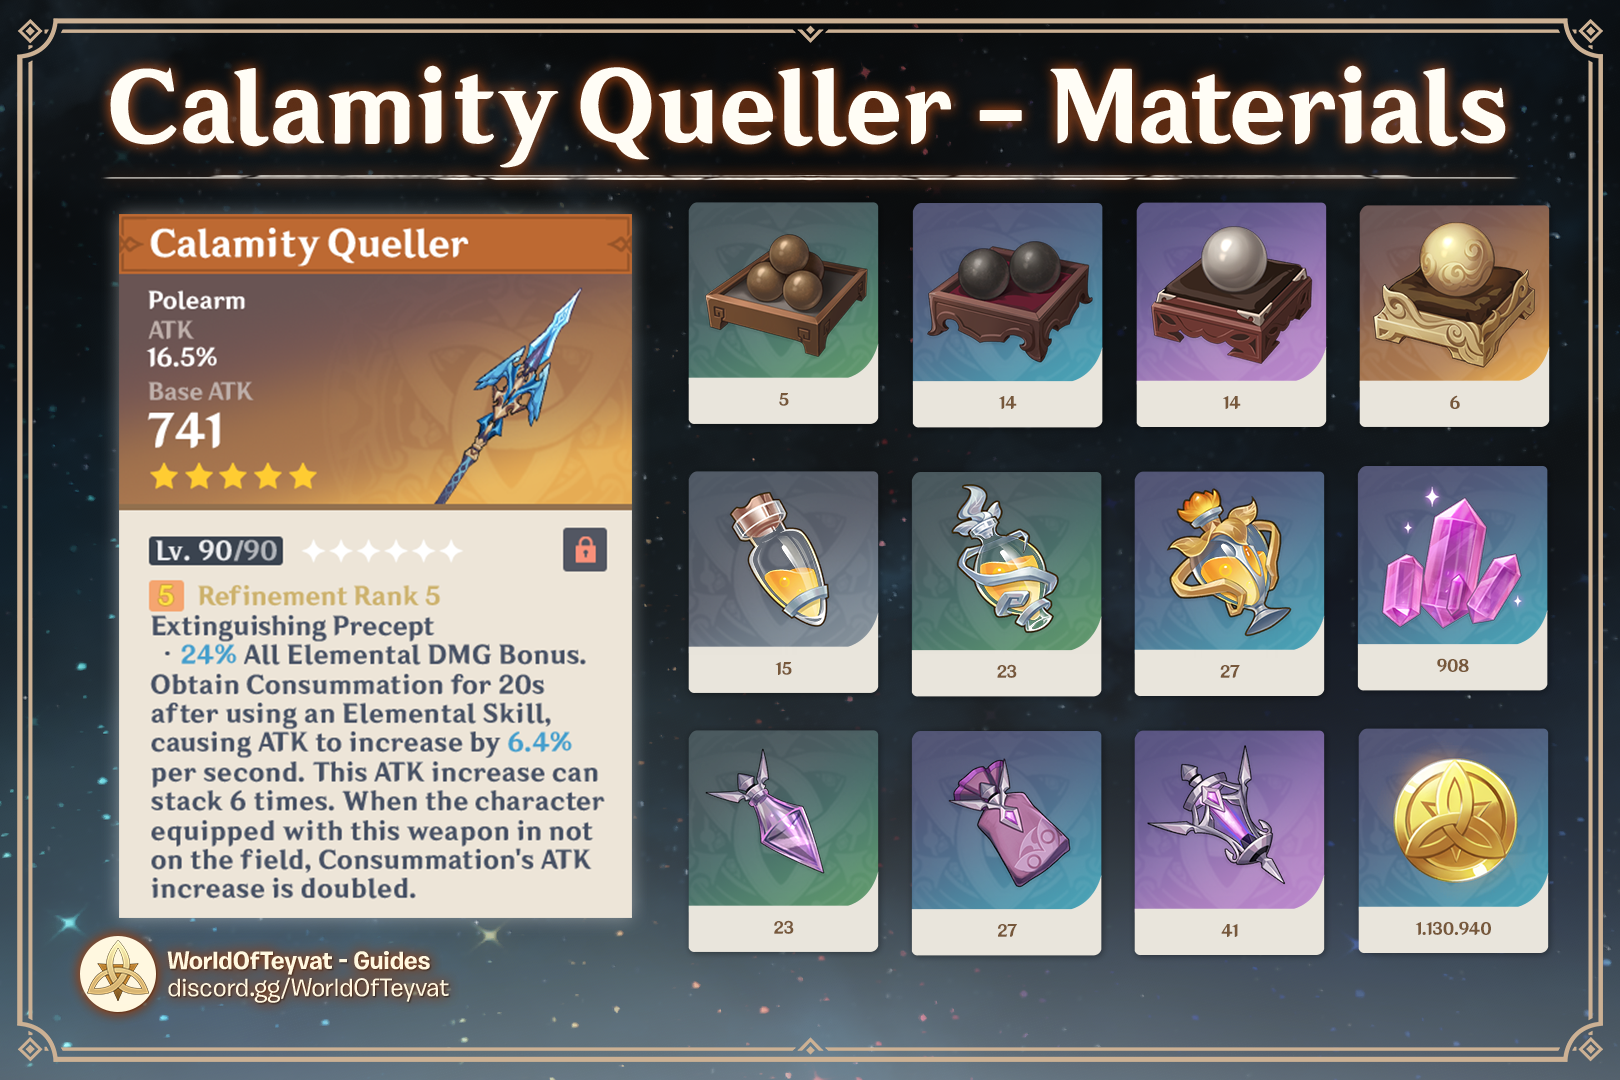 Calamity Queller - Materials
Calamity Queller
Polearm
ATK
16.5%
Base ATK
741
Lv. 90/90
5 Refinement Rank 5
Extinguishing Precept
· 24% All Elemental DMG Bonus.
Obtain Consummation for 20s
after using an Elemental Skill,
causing ATK to increase by 6.4%
per second. This ATK increase can
stack 6 times. When the character
equipped with this weapon in not
on the field, Consummation's ATK
increase is doubled.
5
14
14
6
15
23
27
908
23
27
41
1.130.940
WorldOfTeyvat - Guides
discord.gg/WorldOfTeyvat